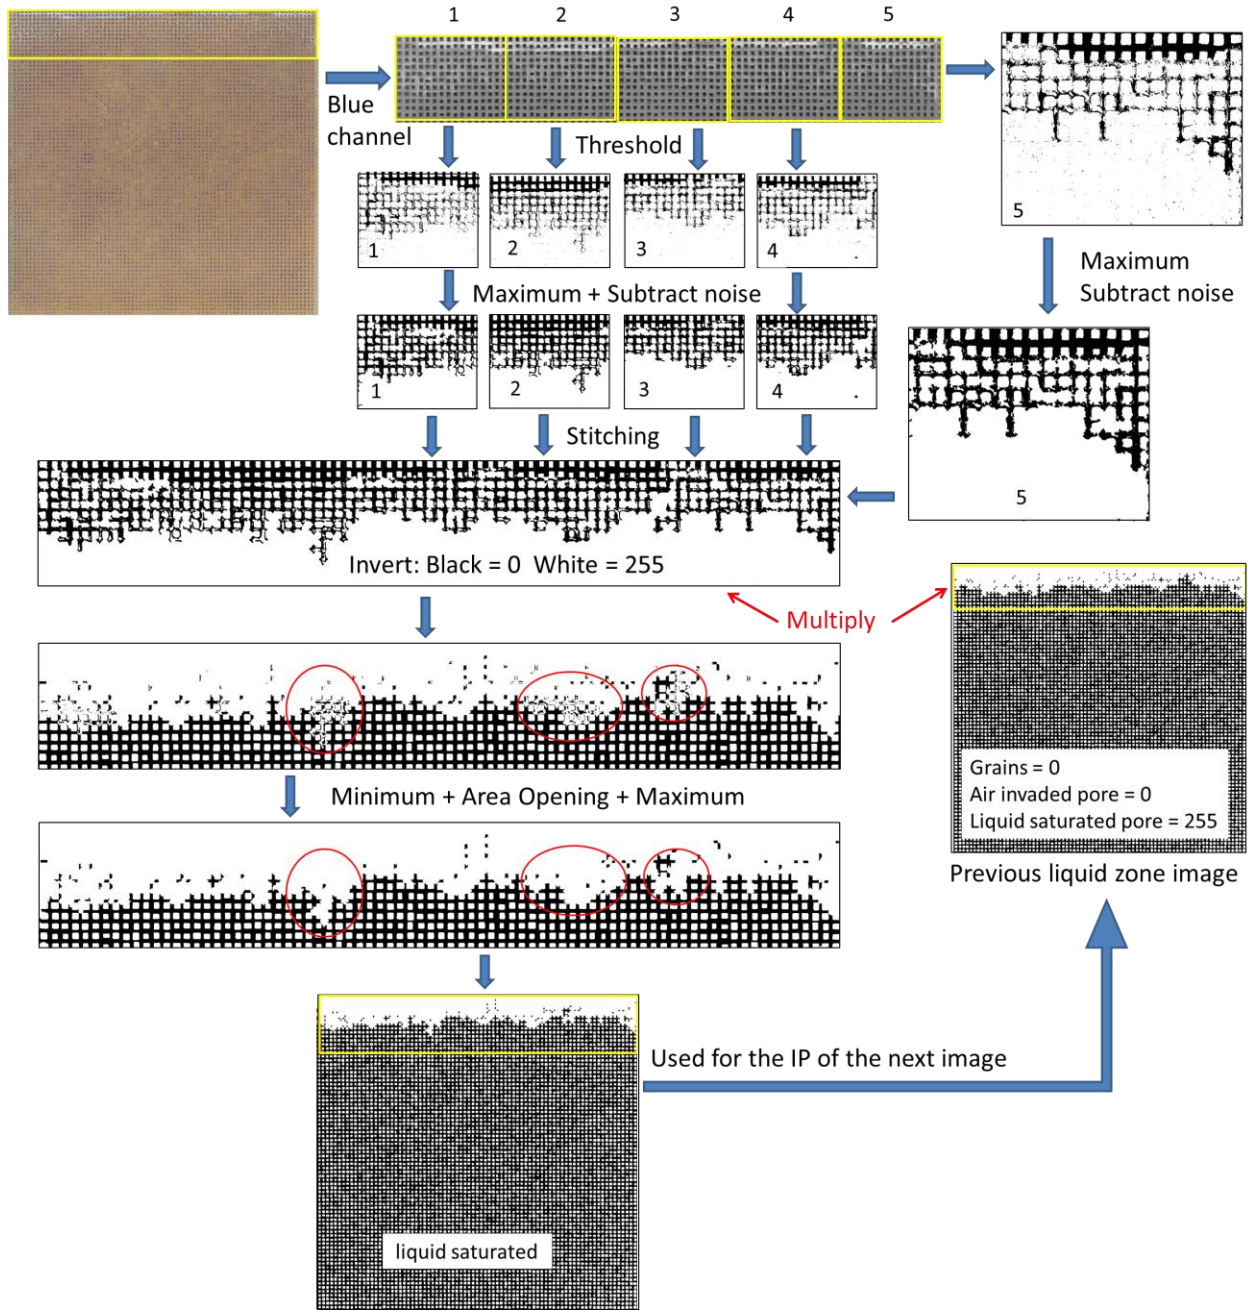 1 2 3 4 5
Blue
channel
Threshold
1 2 3 4
5
Maximum + Subtract noise
Maximum
Subtract noise
1 2 3 4
Stitching
5
Invert: Black = 0 White = 255
Multiply
Grains = 0
Air invaded pore = 0
Liquid saturated pore = 255
Minimum + Area Opening + Maximum
Previous liquid zone image
Used for the IP of the next image
liquid saturated